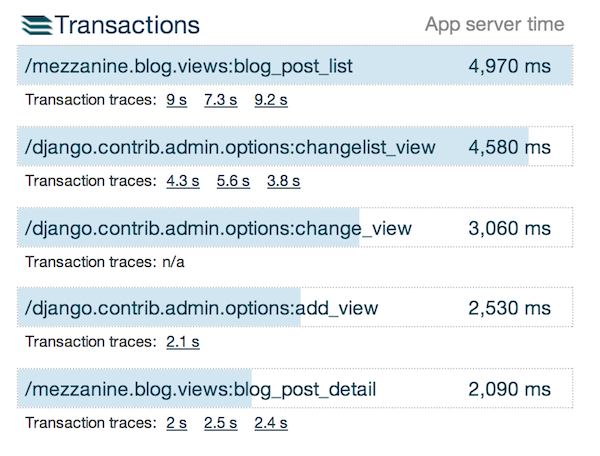 Transactions App server time
/mezzanine.blog.views:blog_post_list 4,970 ms
Transaction traces: 9 s 7.3 s 9.2 s
/django.contrib.admin.options:changelist_view 4,580 ms
Transaction traces: 4.3 s 5.6 s 3.8 s
/django.contrib.admin.options:change_view 3,060 ms
Transaction traces: n/a
/django.contrib.admin.options:add_view 2,530 ms
Transaction traces: 2.1 s
/mezzanine.blog.views:blog_post_detail 2,090 ms
Transaction traces: 2 s 2.5 s 2.4 s